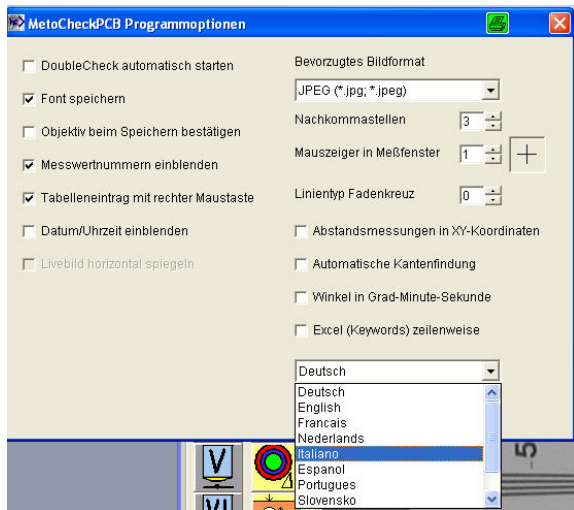 MetoCheckPCB Programmoptionen
DoubleCheck automatisch starten
Font speichern
Objektiv beim Speichern bestätigen
Messwertnummern einblenden
Tabelleneintrag mit rechter Maustaste
Datum/Uhrzeit einblenden
Livebild horizontal spiegeln
Bevorzugtes Bildformat
JPEG (*.jpg; *.jpeg)
Nachkommastellen 3
Mauszeiger in Meßfenster 1
Linientyp Fadenkreuz 0
Abstandsmessungen in XY-Koordinaten
Automatische Kantenfindung
Winkel in Grad-Minute-Sekunde
Excel (Keywords) zeilenweise
Deutsch
Deutsch
English
Francais
Nederlands
Italiano
Espanol
Portugues
Slovensko
V
VI
5